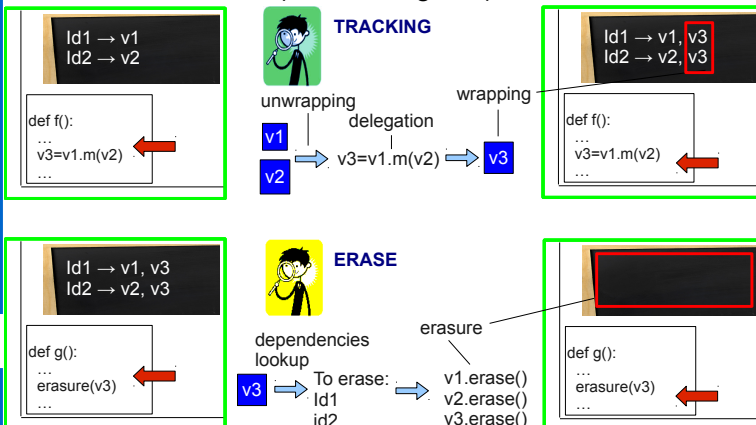 Id1 → v1
Id2 → v2
def f():
…
v3=v1.m(v2)
…
TRACKING
unwrapping
delegation
wrapping
v1
v2
v3=v1.m(v2)
v3
Id1 → v1, v3
Id2 → v2, v3
def f():
…
v3=v1.m(v2)
…
Id1 → v1, v3
Id2 → v2, v3
def g():
…
erasure(v3)
…
ERASE
dependencies
lookup
erasure
v3
To erase:
Id1
id2
v1.erase()
v2.erase()
v3.erase()
def g():
…
erasure(v3)
…